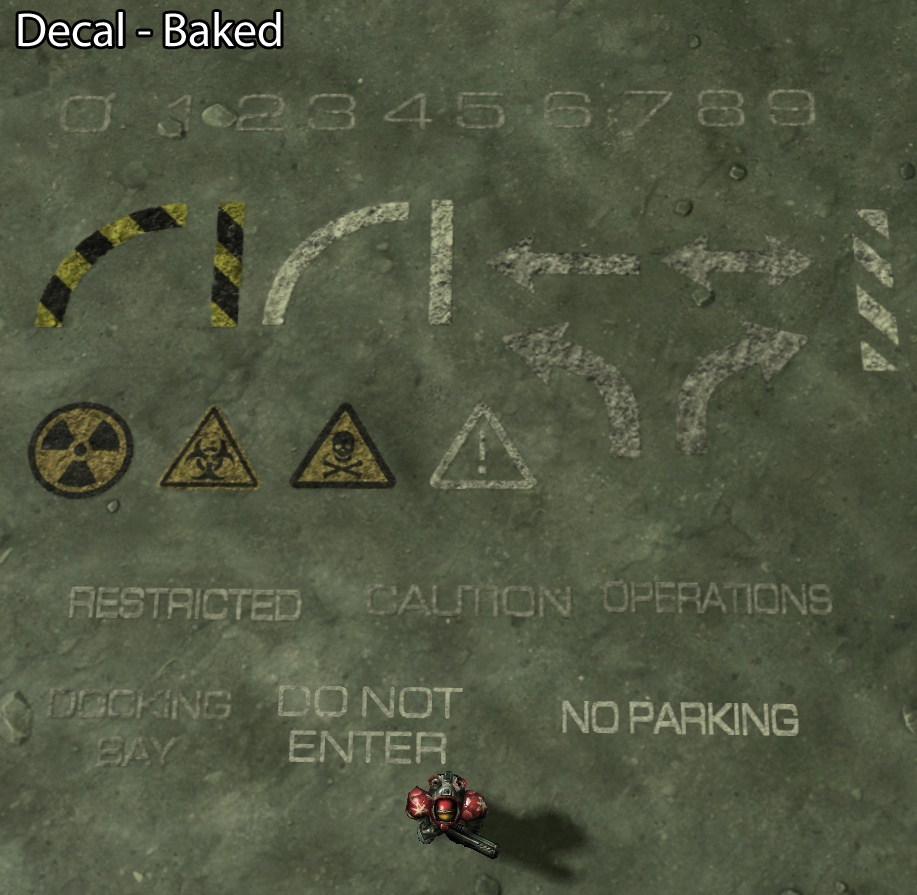 Decal - Baked
0 1 2 3 4 5 6 7 8 9
!
RESTRICTED
CAUTION
OPERATIONS
DOCKING
BAY
DO NOT
ENTER
NO PARKING